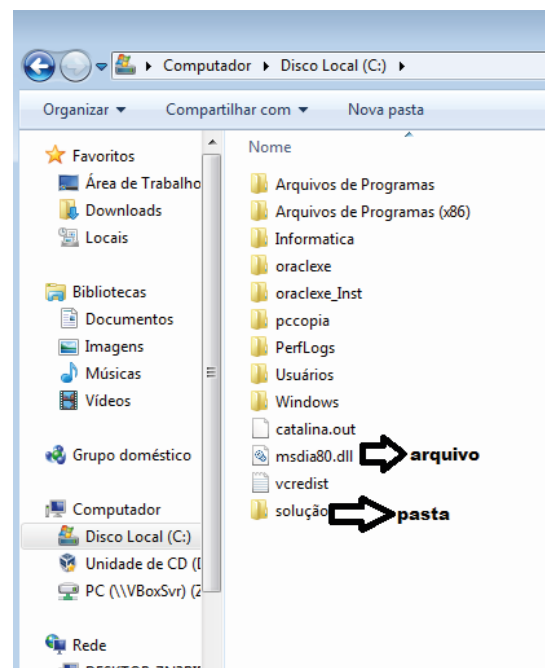 Computador Disco Local (C:)
Organizar Compartilhar com Nova pasta
Favoritos
Área de Trabalho
Downloads
Locais
Bibliotecas
Documentos
Imagens
Músicas
Vídeos
Grupo doméstico
Computador
Disco Local (C:)
Unidade de CD (
PC (\\VBoxSvr) (
Rede
Nome
Arquivos de Programas
Arquivos de Programas (x86)
Informatica
oraclexe
oraclexe_Inst
pccopia
PerfLogs
Usuários
Windows
catalina.out
msdia80.dll arquivo
vcredist
solução pasta